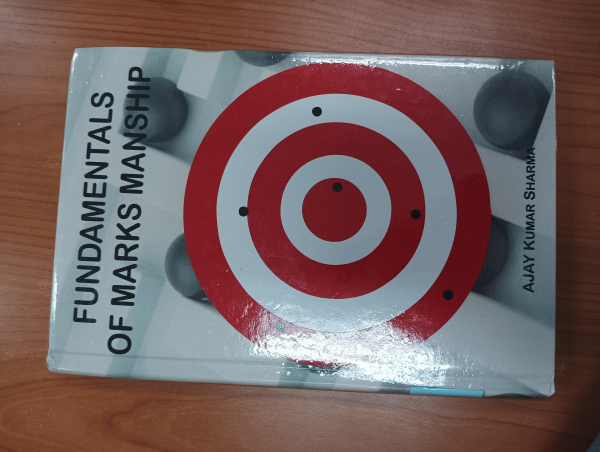 FUNDAMENTALS
OF MARKS MANSHIP
AJAY KUMAR SHARMA